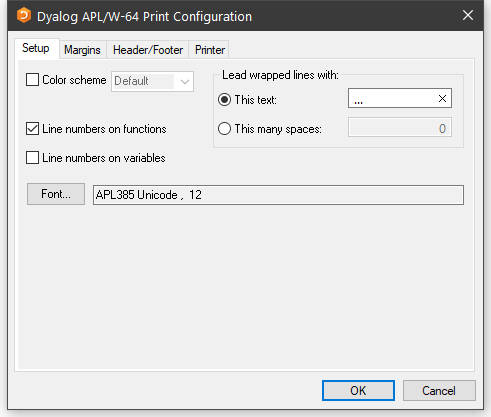 Dyalog APL/W-64 Print Configuration
Setup Margins Header/Footer Printer
Color scheme Default
Lead wrapped lines with:
This text: ...
Line numbers on functions
This many spaces: 0
Line numbers on variables
Font... APL385 Unicode , 12
OK Cancel